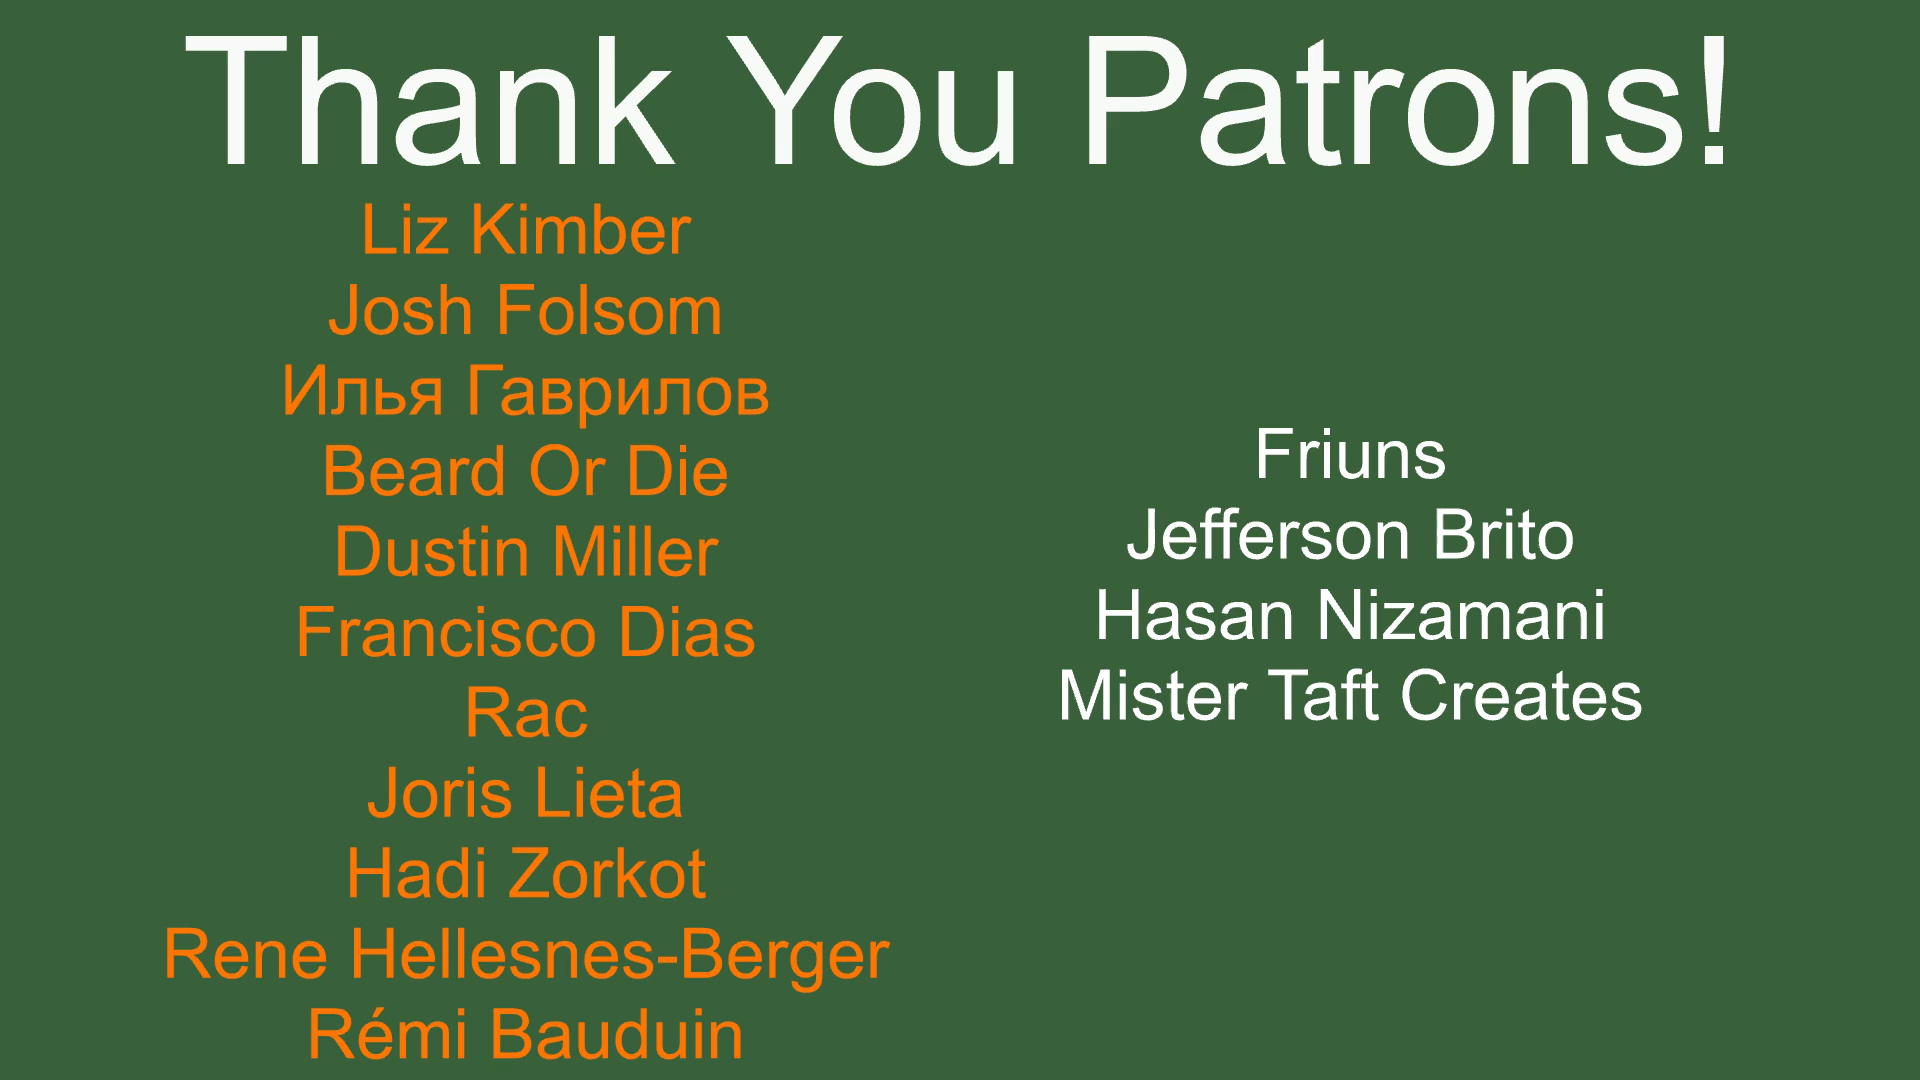 Thank You Patrons!
Liz Kimber
Josh Folsom
Илья Гаврилов
Beard Or Die
Dustin Miller
Francisco Dias
Rac
Joris Lieta
Hadi Zorkot
Rene Hellesnes-Berger
Rémi Bauduin
Friuns
Jefferson Brito
Hasan Nizamani
Mister Taft Creates